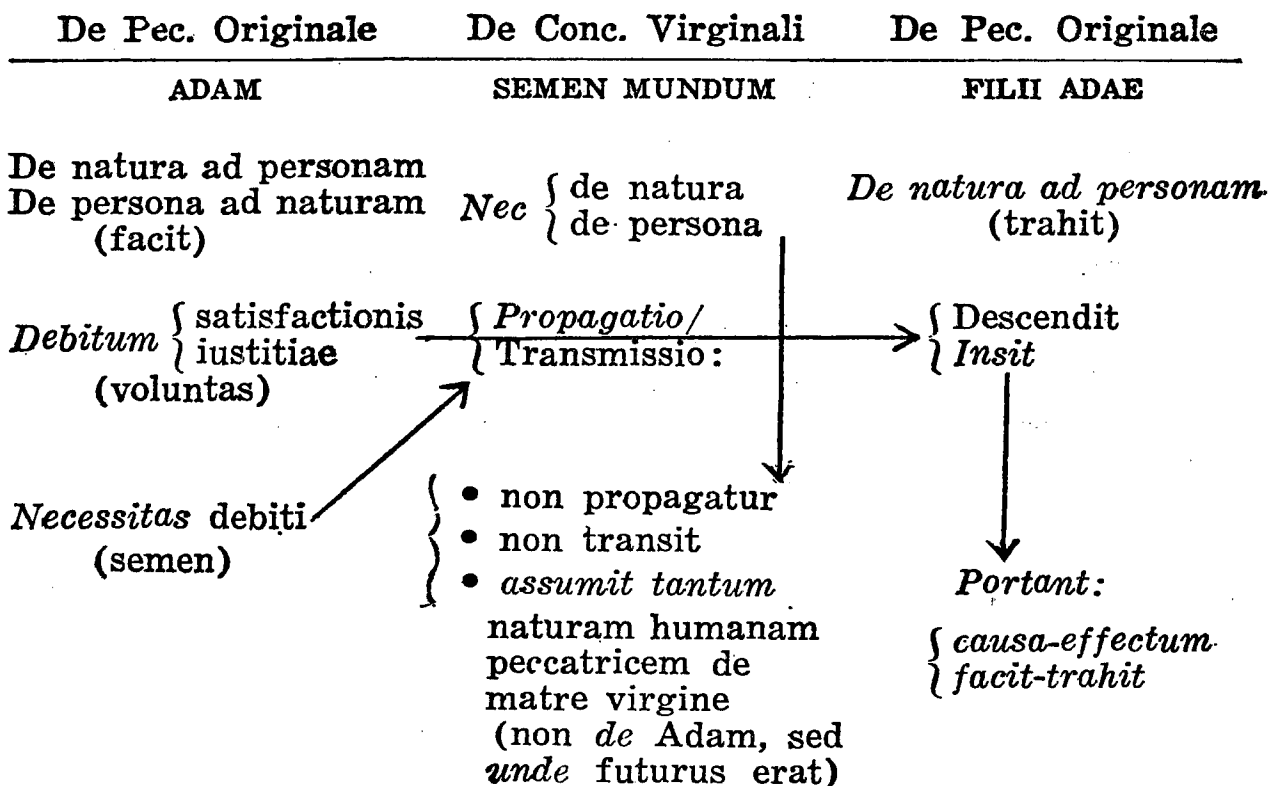 De Pec. Originale
De Conc. Virginali
De Pec. Originale
ADAM
SEMEN MUNDUM
FILII ADAE
De natura ad personam
De persona ad naturam
(facit)
Nec { de natura
de persona
De natura ad personam
(trahit)
Debitum { satisfactionis
iustitiae
(voluntas)
Propagatio/
Transmissio:
Descendit
Insit
Necessitas debiti
(semen)
• non propagatur
• non transit
• assumit tantum
naturam humanam
peccatricem de
matre virgine
(non de Adam, sed
unde futurus erat)
Portant:
causa-effectum
facit-trahit